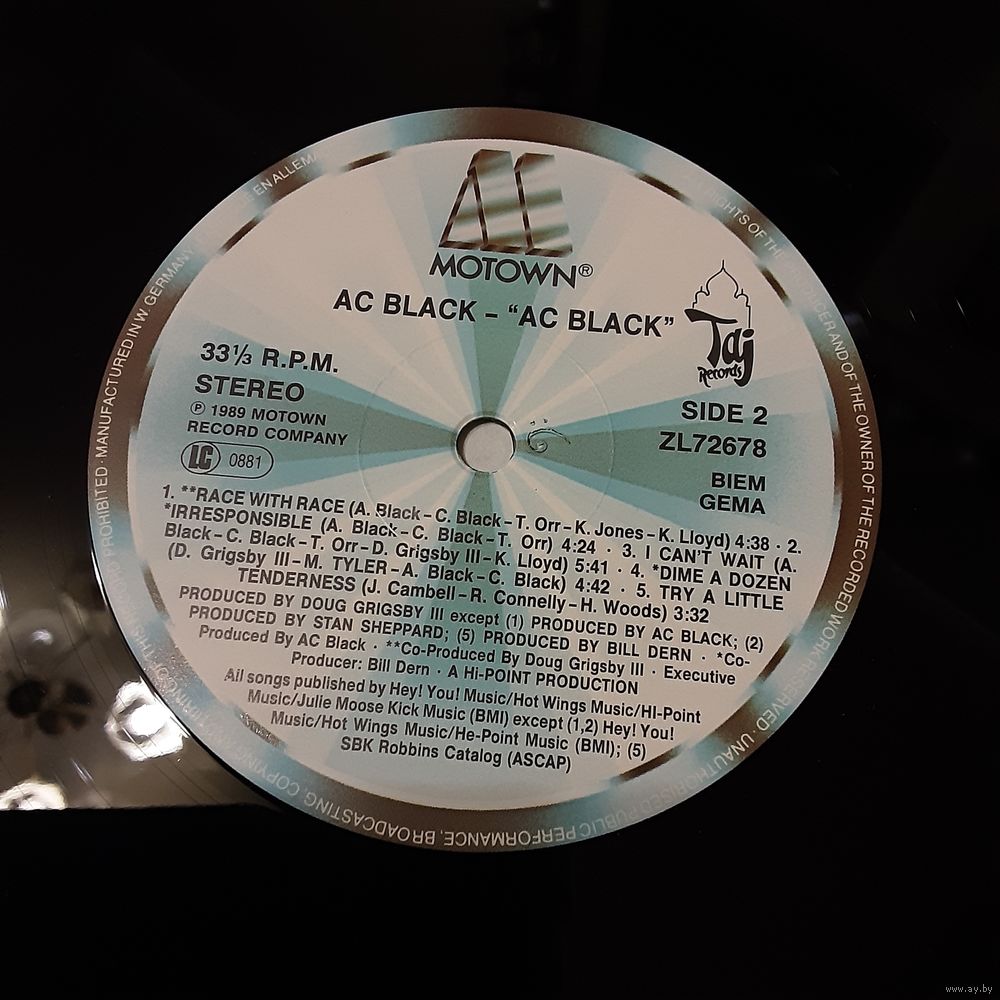 MOTOWN®
AC BLACK – "AC BLACK"
Taj
Records
33⅓ R.P.M.
STEREO
℗ 1989 MOTOWN
RECORD COMPANY
LC 0881
SIDE 2
ZL72678
BIEM
GEMA
1. **RACE WITH RACE (A. Black–C. Black–T. Orr–K. Jones–K. Lloyd) 4:38 · 2.
*IRRESPONSIBLE (A. Black–C. Black–T. Orr) 4:24 · 3. I CAN'T WAIT (A.
Black–C. Black–T. Orr–D. Grigsby III–K. Lloyd) 5:41 · 4. *DIME A DOZEN
(D. Grigsby III–M. TYLER–A. Black–C. Black) 4:42 · 5. TRY A LITTLE
TENDERNESS (J. Cambell–R. Connelly–H. Woods) 3:32
PRODUCED BY DOUG GRIGSBY III except (1) PRODUCED BY AC BLACK; (2)
PRODUCED BY STAN SHEPPARD; (5) PRODUCED BY BILL DERN · *Co-
Produced By AC Black · **Co-Produced By Doug Grigsby III · Executive
Producer: Bill Dern · A Hi-POINT PRODUCTION
All songs published by Hey! You! Music/Hot Wings Music/HI-Point
Music/Julie Moose Kick Music (BMI) except (1,2) Hey! You!
Music/Hot Wings Music/He-Point Music (BMI); (5)
SBK Robbins Catalog (ASCAP)
RIGHTS OF THE PRODUCER AND OF THE OWNER OF THE RECORDED WORK RESERVED · UNAUTHORISED PUBLIC PERFORMANCE, BROADCASTING, COPYING OF THIS RECORD PROHIBITED · MANUFACTURED IN W. GERMANY
EN ALLEMA
www.ay.by